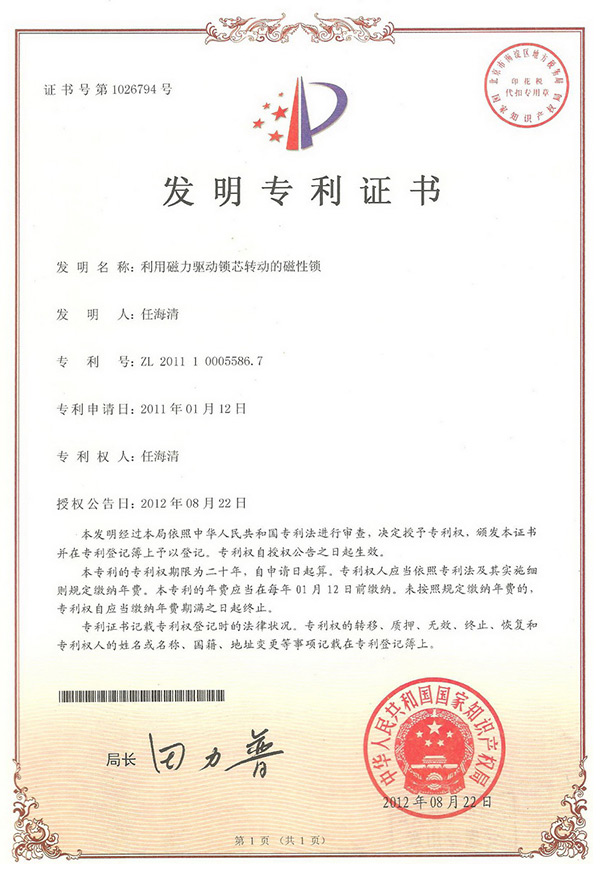 证书号第1026794号
北京市海淀区地方税务局
印花税
代扣专用章
国家知识产权局
发明专利证书
发明名称：利用磁力驱动锁芯转动的磁性锁
发明人：任海清
专利号：ZL 2011 1 0005586.7
专利申请日：2011年01月12日
专利权人：任海清
授权公告日：2012年08月22日
本发明经过本局依照中华人民共和国专利法进行审查，决定授予专利权，颁发本证书
并在专利登记簿上予以登记。专利权自授权公告之日起生效。
本专利的专利权期限为二十年，自申请日起算。专利权人应当依照专利法及其实施细
则规定缴纳年费。本专利的年费应当在每年01月12日前缴纳。未按照规定缴纳年费的，
专利权自应当缴纳年费期满之日起终止。
专利证书记载专利权登记时的法律状况。专利权的转移、质押、无效、终止、恢复和
专利权人的姓名或名称、国籍、地址变更等事项记载在专利登记簿上。
局长 田力普
中华人民共和国国家知识产权局
2012年08月22日
第1页（共1页）